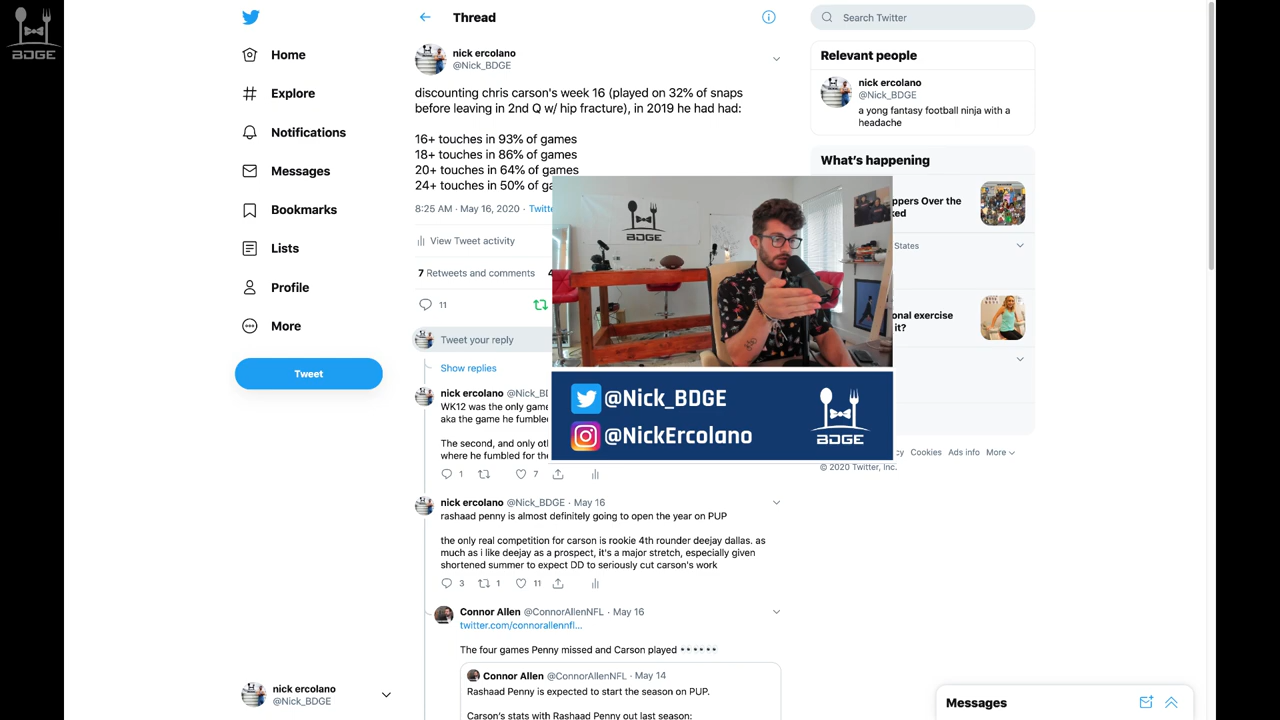 BDGE
Thread
Search Twitter
Home
Explore
Notifications
Messages
Bookmarks
Lists
Profile
More
Tweet
nick ercolano
@Nick_BDGE
discounting chris carson's week 16 (played on 32% of snaps
before leaving in 2nd Q w/ hip fracture), in 2019 he had had:
16+ touches in 93% of games
18+ touches in 86% of games
20+ touches in 64% of games
24+ touches in 50% of
8:25 AM · May 16, 2020 ·
View Tweet activity
7 Retweets and comments
11
Tweet your reply
Show replies
nick ercolano
WK12 was the only game
aka the game he fumbled
The second, and only
where he fumbled for the
1
7
nick ercolano @Nick_BDGE · May 16
rashaad penny is almost definitely going to open the year on PUP
the only real competition for carson is rookie 4th rounder deejay dallas. as
much as i like deejay as a prospect, it's a major stretch, especially given
shortened summer to expect DD to seriously cut carson's work
3 1 11
Connor Allen @ConnorAllenNFL · May 16
twitter.com/connorallennfl...
The four games Penny missed and Carson played 👀👀👀
Connor Allen @ConnorAllenNFL · May 14
Rashaad Penny is expected to start the season on PUP.
Carson's stats with Rashaad Penny out last season:
BDGE
@Nick_BDGE
@NickErcolano
BDGE
Relevant people
nick ercolano
@Nick_BDGE
a yong fantasy football ninja with a
headache
What's happening
Over the
States
exercise
it?
Cookies Ads info More
© 2020 Twitter, Inc.
nick ercolano
@Nick_BDGE
Messages